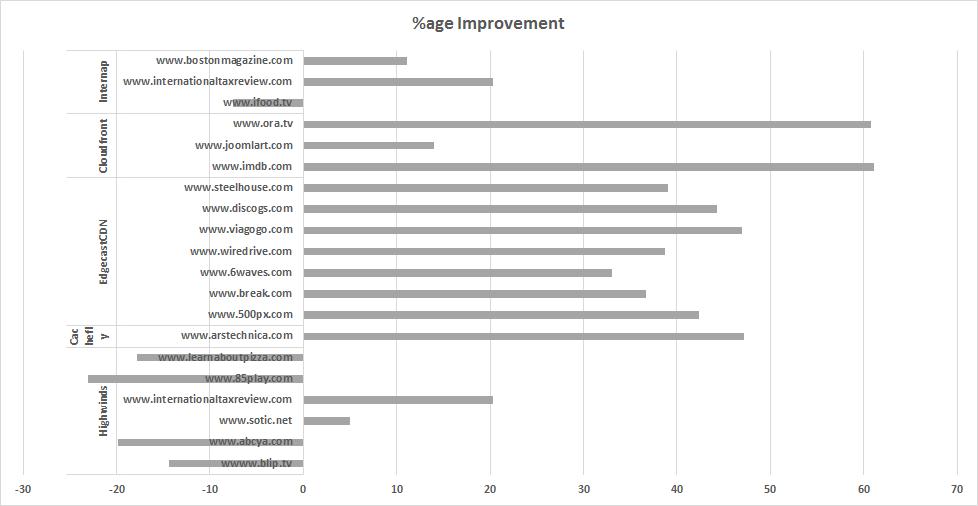 %age Improvement
Internap
www.bostonmagazine.com
www.internationaltaxreview.com
www.ifood.tv
Cloudfront
www.ora.tv
www.joomlart.com
www.imdb.com
EdgecastCDN
www.steelhouse.com
www.discogs.com
www.viagogo.com
www.wiredrive.com
www.6waves.com
www.break.com
www.500px.com
Cac
hefl
y
www.arstechnica.com
Highwinds
www.learnaboutpizza.com
www.85play.com
www.internationaltaxreview.com
www.sotic.net
www.abcya.com
wwww.blip.tv
-30 -20 -10 0 10 20 30 40 50 60 70